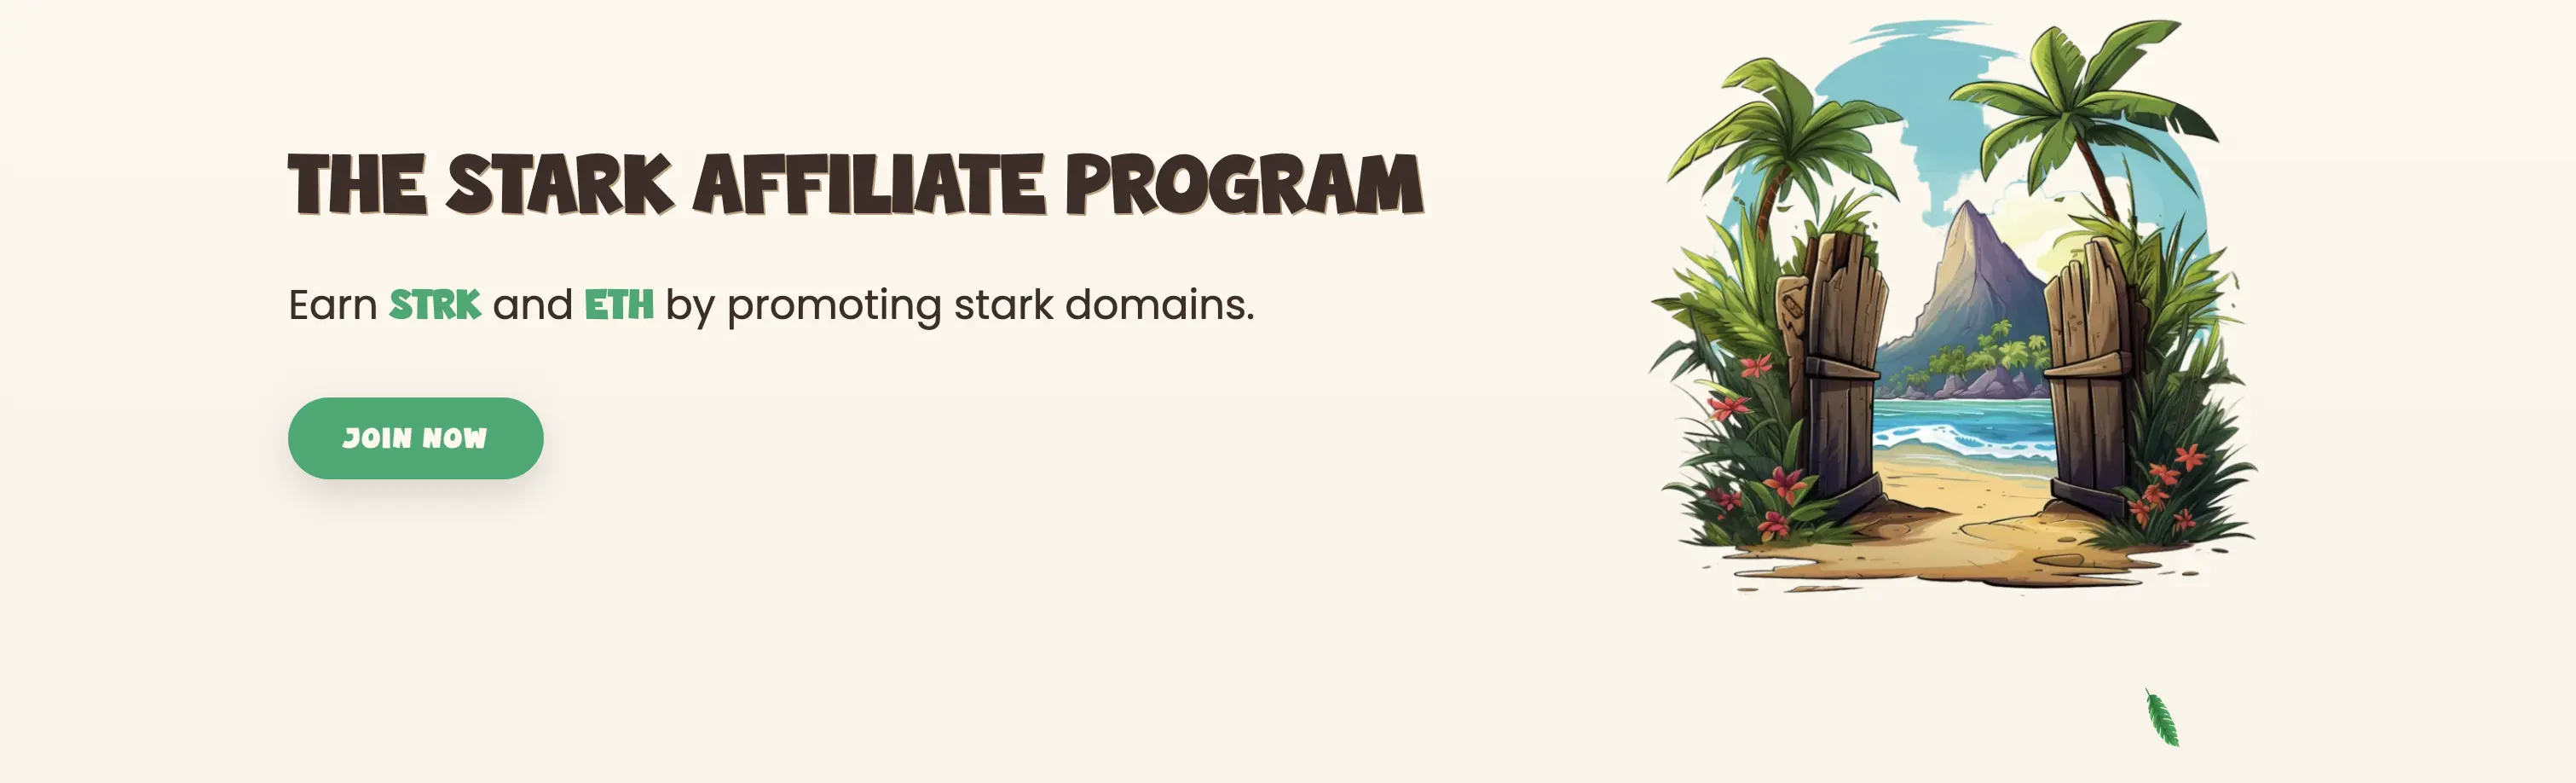 THE STARK AFFILIATE PROGRAM
Earn STRK and ETH by promoting stark domains.
JOIN NOW